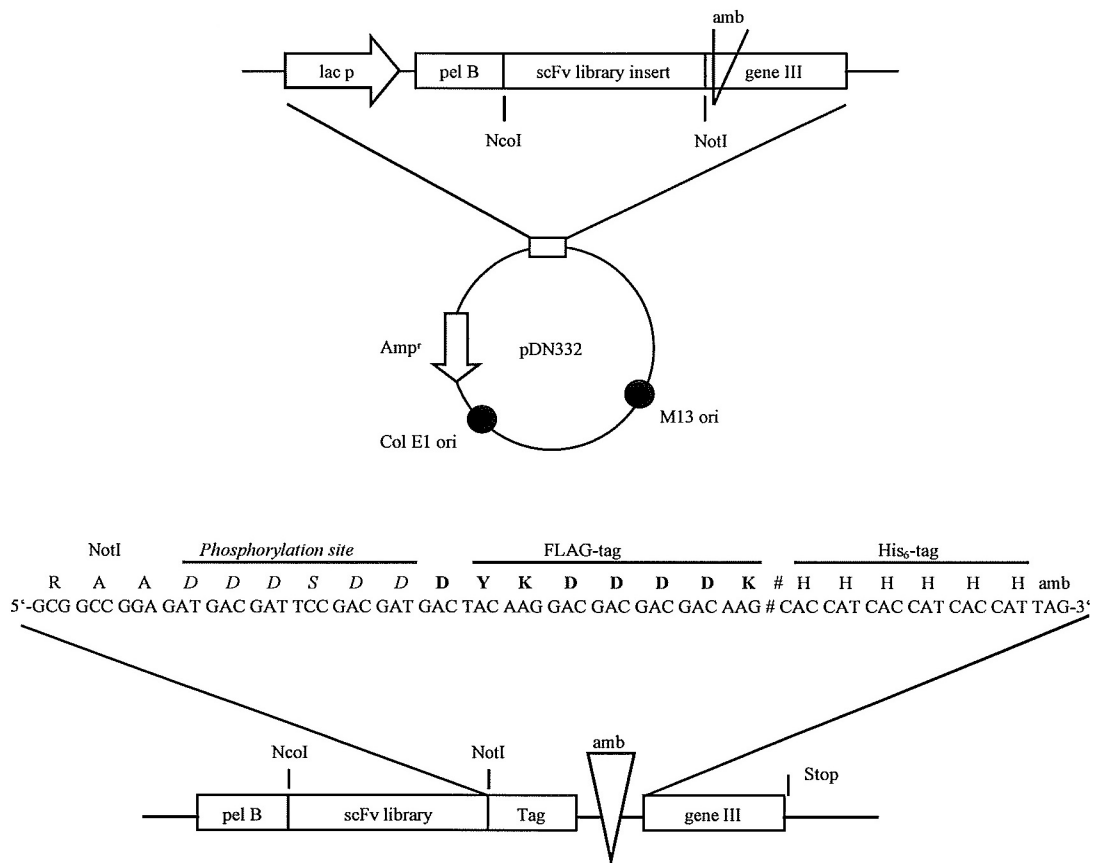 amb
lac p pel B scFv library insert gene III
NcoI NotI
Ampʳ pDN332
M13 ori
Col E1 ori
NotI Phosphorylation site FLAG-tag His₆-tag
R A A D D D S D D D Y K D D D D K # H H H H H H amb
5‘-GCG GCC GGA GAT GAC GAT TCC GAC GAT GAC TAC AAG GAC GAC GAC GAC AAG # CAC CAT CAC CAT CAC CAT TAG-3‘
NcoI NotI amb Stop
pel B scFv library Tag gene III